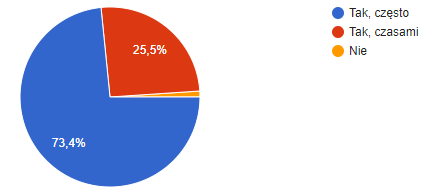 25,5%
73,4%
Tak, często
Tak, czasami
Nie